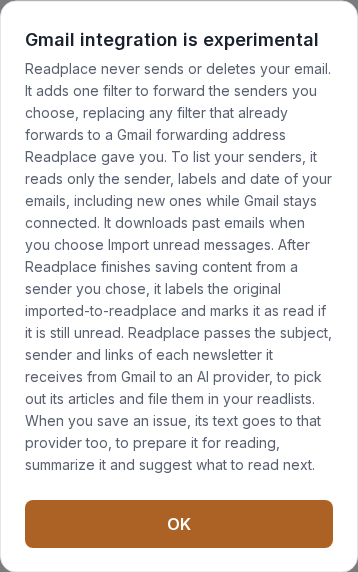 Gmail integration is experimental
Readplace never sends or deletes your email.
It adds one filter to forward the senders you
choose, replacing any filter that already
forwards to a Gmail forwarding address
Readplace gave you. To list your senders, it
reads only the sender, labels and date of your
emails, including new ones while Gmail stays
connected. It downloads past emails when
you choose Import unread messages. After
Readplace finishes saving content from a
sender you chose, it labels the original
imported-to-readplace and marks it as read if
it is still unread. Readplace passes the subject,
sender and links of each newsletter it
receives from Gmail to an AI provider, to pick
out its articles and file them in your readlists.
When you save an issue, its text goes to that
provider too, to prepare it for reading,
summarize it and suggest what to read next.
OK